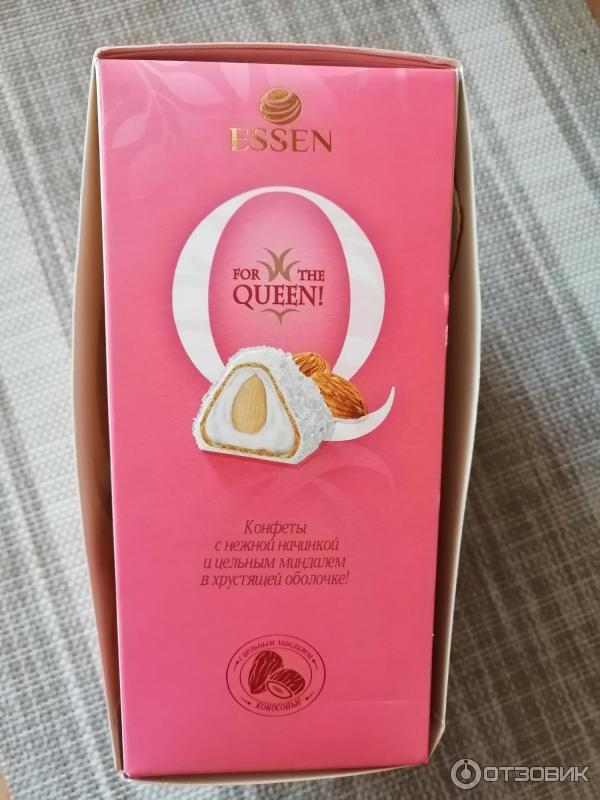 ESSEN
Q
FOR THE
QUEEN!
Конфеты
с нежной начинкой
и цельным миндалем
в хрустящей оболочке!
с цельным миндалем
кокосовые
ОТЗОВИК